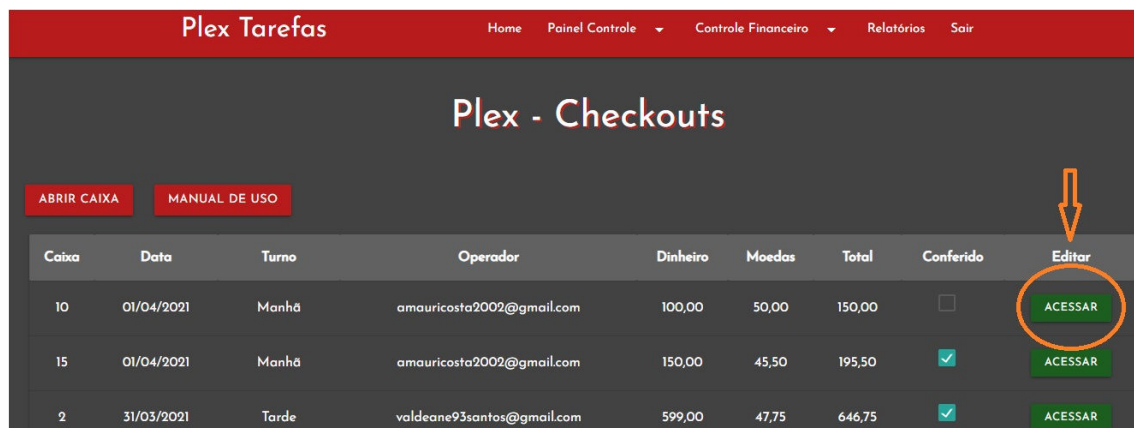 Plex Tarefas Home Painel Controle Controle Financeiro Relatórios Sair
Plex - Checkouts
ABRIR CAIXA MANUAL DE USO
Caixa Data Turno Operador Dinheiro Moedas Total Conferido Editar
10 01/04/2021 Manhã amauricosta2002@gmail.com 100,00 50,00 150,00 ACESSAR
15 01/04/2021 Manhã amauricosta2002@gmail.com 150,00 45,50 195,50 ACESSAR
2 31/03/2021 Tarde valdeane93santos@gmail.com 599,00 47,75 646,75 ACESSAR